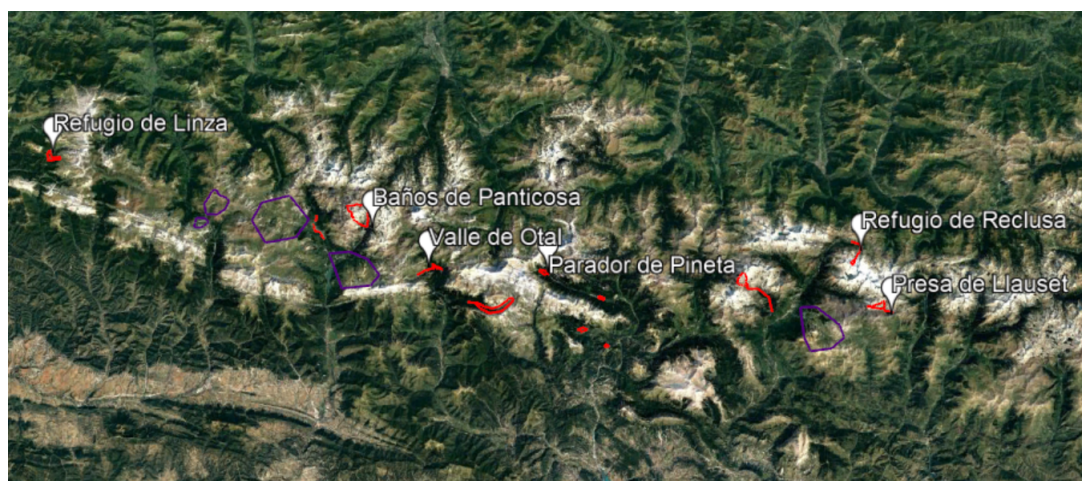 Refugio de Linza
Baños de Panticosa
Valle de Otal
Refugio de Reclusa
Parador de Pineta
Presa de Llauset